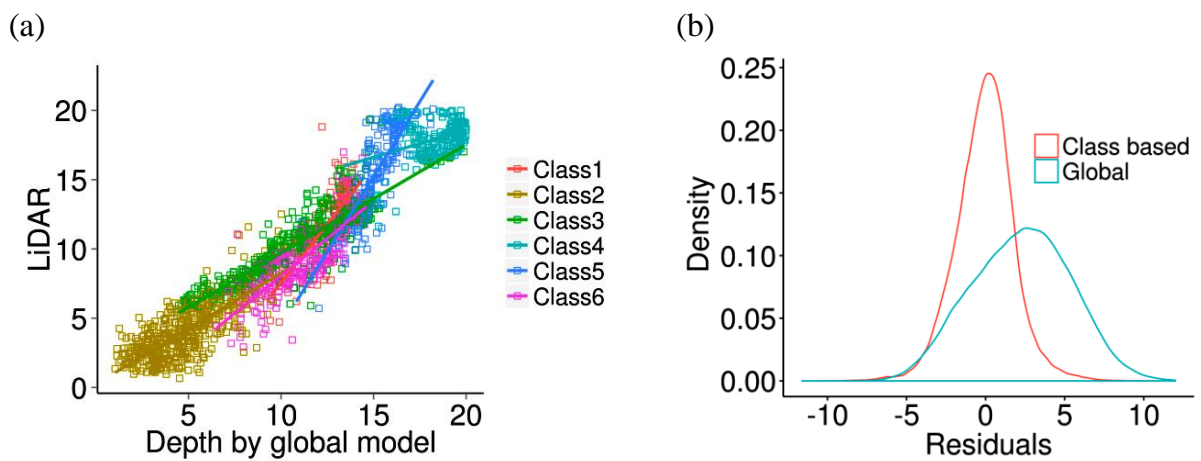 (a)
LiDAR
20
15
10
5
0
5
10
15
20
Depth by global model
Class1
Class2
Class3
Class4
Class5
Class6
(b)
Density
0.25
0.20
0.15
0.10
0.05
0.00
-10
-5
0
5
10
Residuals
Class based
Global